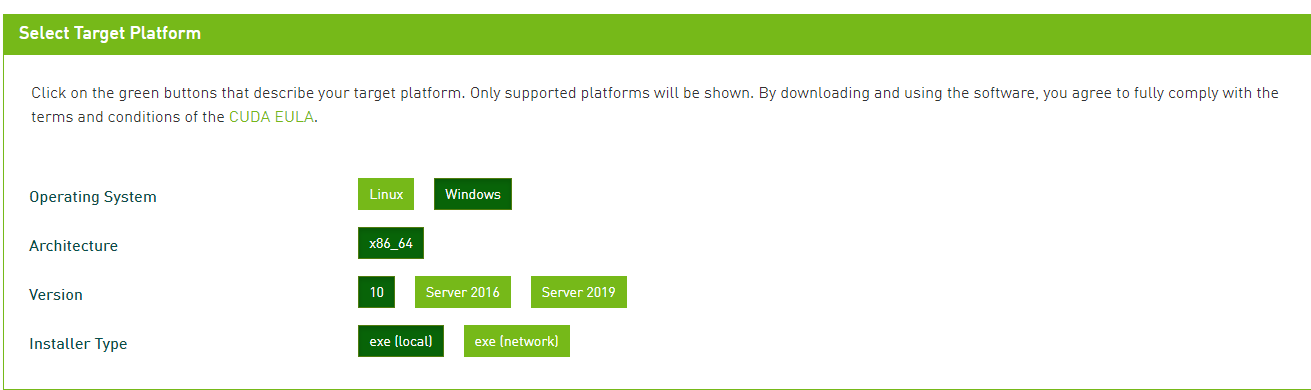 Select Target Platform
Click on the green buttons that describe your target platform. Only supported platforms will be shown. By downloading and using the software, you agree to fully comply with the
terms and conditions of the CUDA EULA.
Operating System Linux Windows
Architecture x86_64
Version 10 Server 2016 Server 2019
Installer Type exe (local) exe (network)